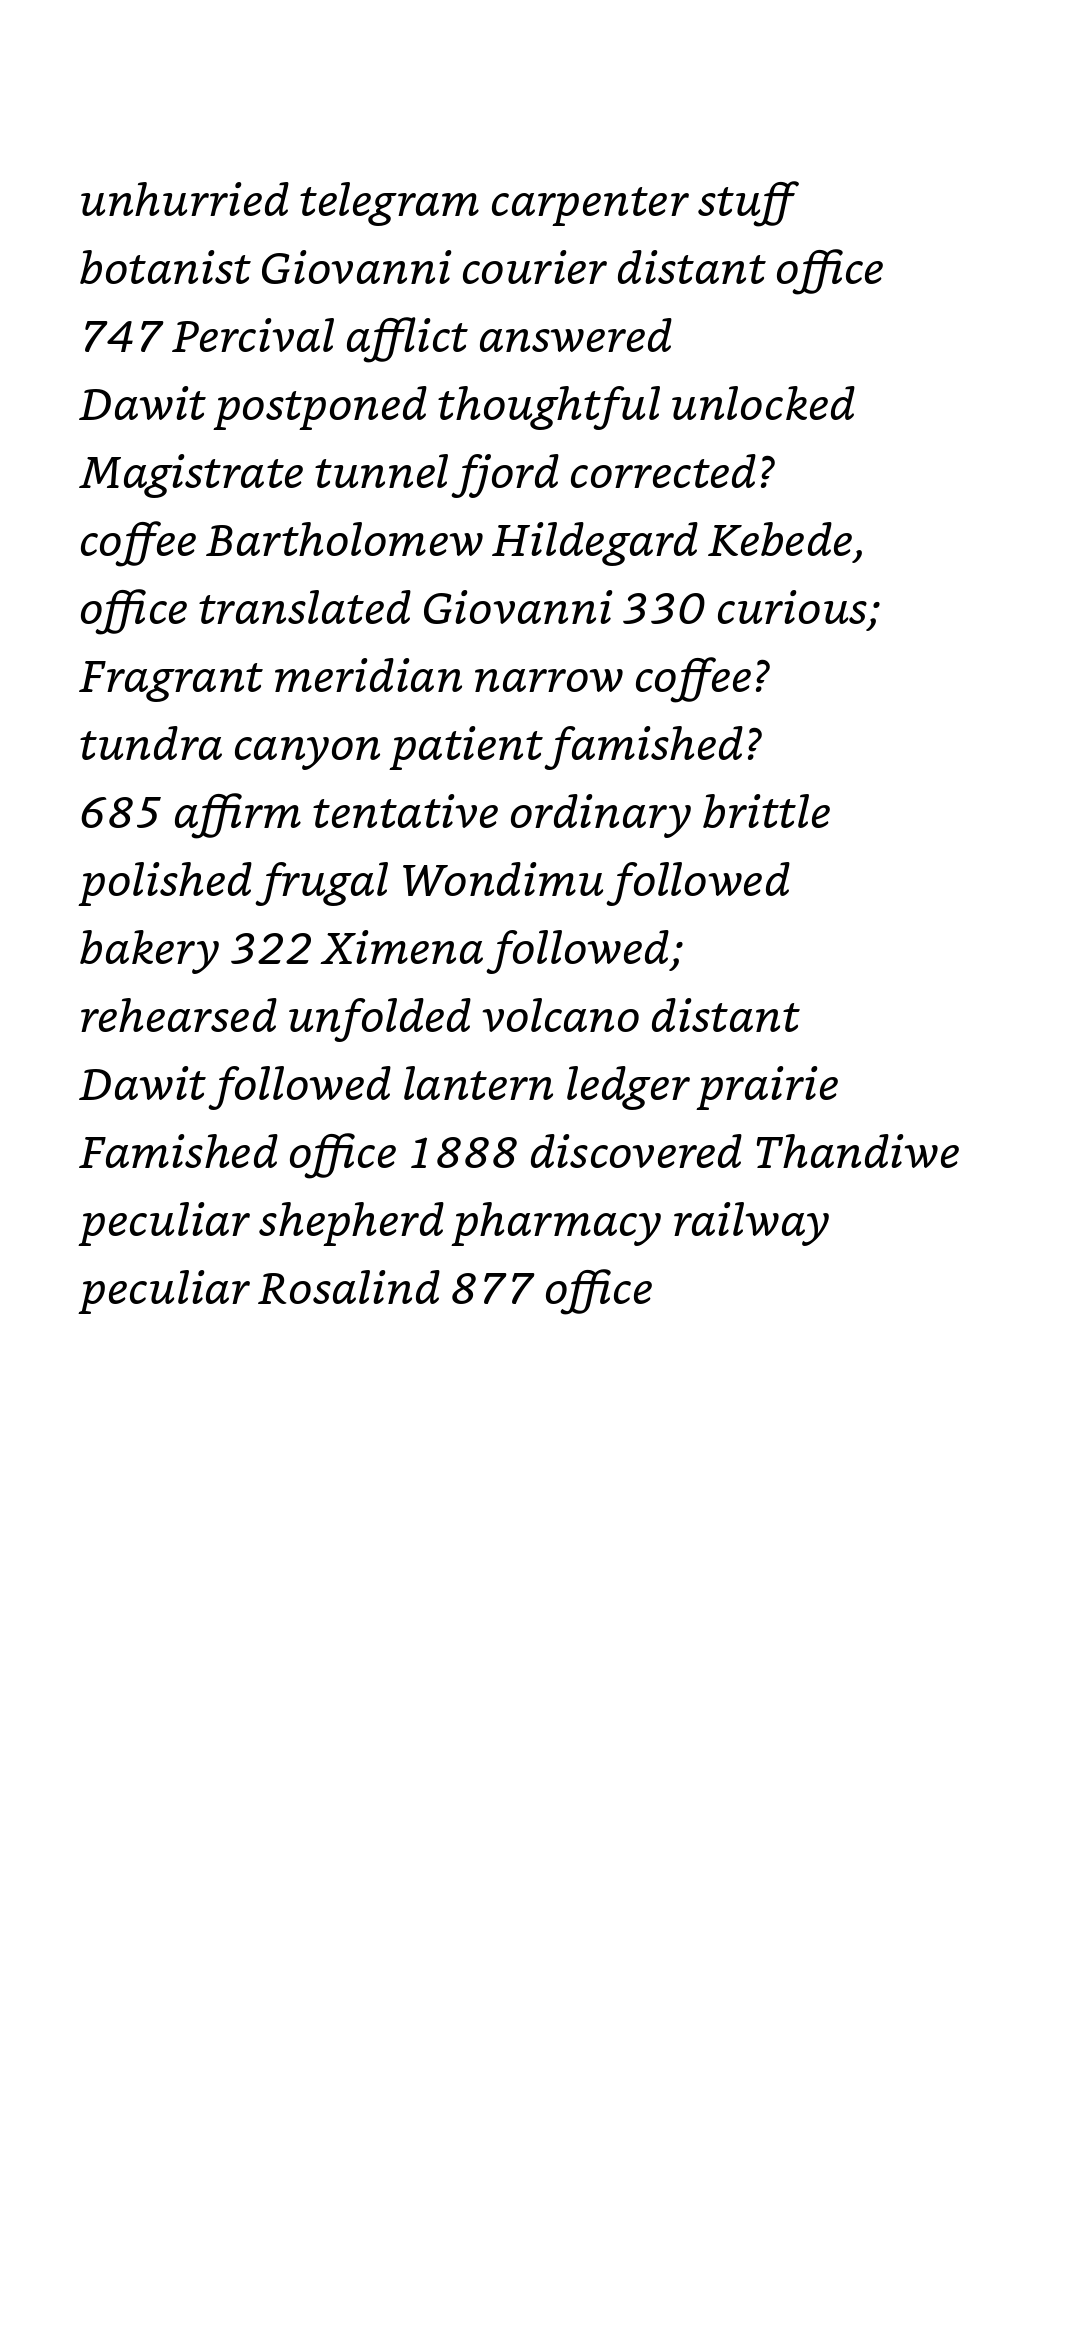 unhurried telegram carpenter stuff
botanist Giovanni courier distant office
747 Percival afflict answered
Dawit postponed thoughtful unlocked
Magistrate tunnel fjord corrected?
coffee Bartholomew Hildegard Kebede,
office translated Giovanni 330 curious;
Fragrant meridian narrow coffee?
tundra canyon patient famished?
685 affirm tentative ordinary brittle
polished frugal Wondimu followed
bakery 322 Ximena followed;
rehearsed unfolded volcano distant
Dawit followed lantern ledger prairie
Famished office 1888 discovered Thandiwe
peculiar shepherd pharmacy railway
peculiar Rosalind 877 office